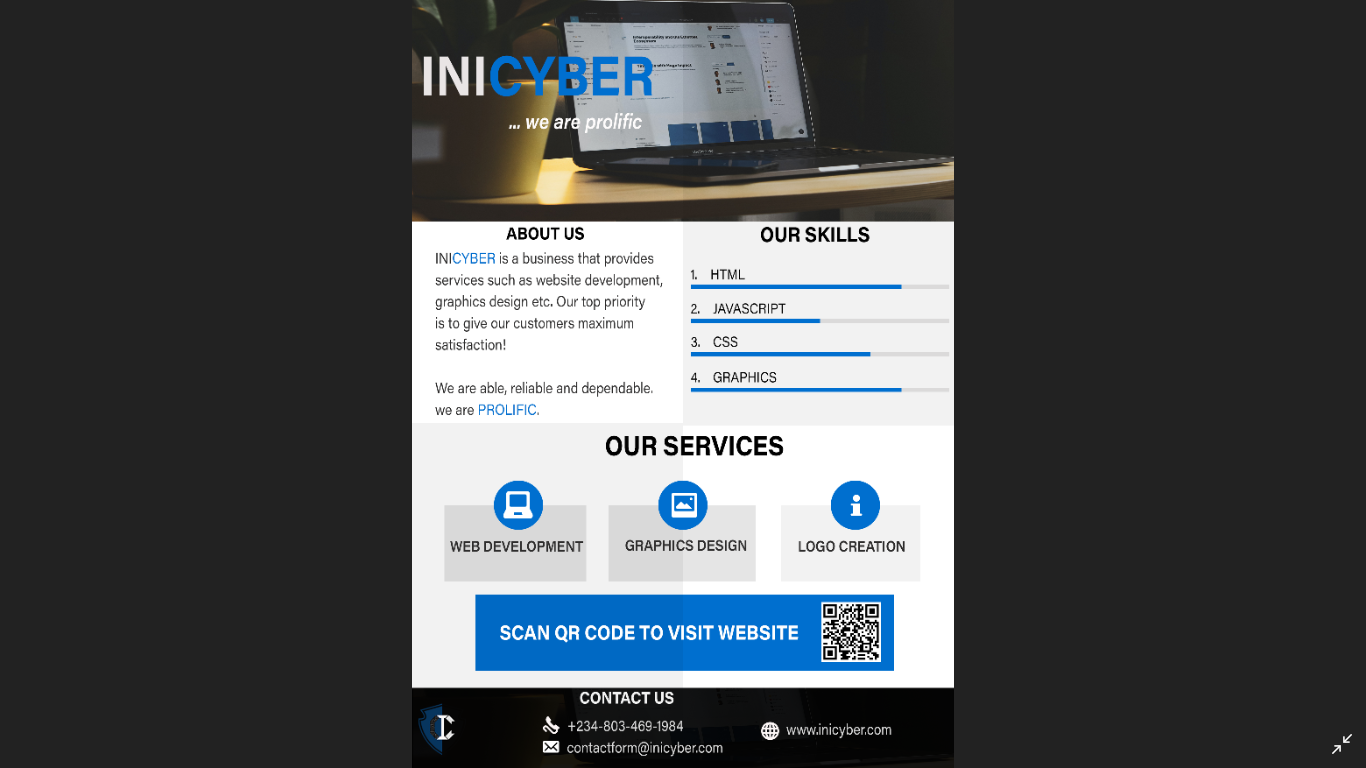 INICYBER
... we are prolific
ABOUT US
INICYBER is a business that provides
services such as website development,
graphics design etc. Our top priority
is to give our customers maximum
satisfaction!
We are able, reliable and dependable.
we are PROLIFIC.
OUR SKILLS
1. HTML
2. JAVASCRIPT
3. CSS
4. GRAPHICS
OUR SERVICES
WEB DEVELOPMENT
GRAPHICS DESIGN
LOGO CREATION
SCAN QR CODE TO VISIT WEBSITE
CONTACT US
+234-803-469-1984
contactform@inicyber.com
www.inicyber.com